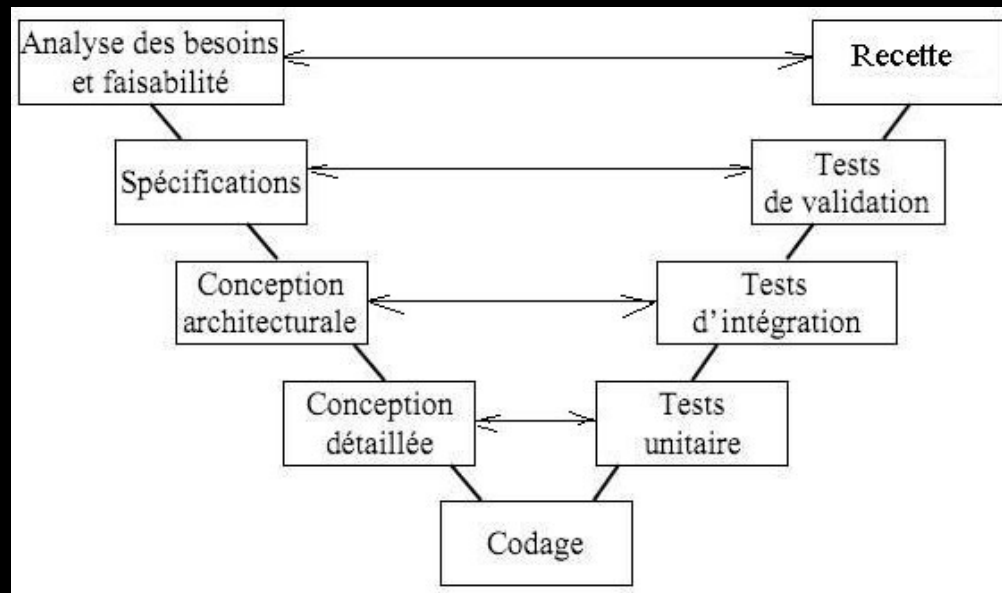 Analyse des besoins
et faisabilité
Recette
Spécifications
Tests
de validation
Conception
architecturale
Tests
d'intégration
Conception
détaillée
Tests
unitaire
Codage